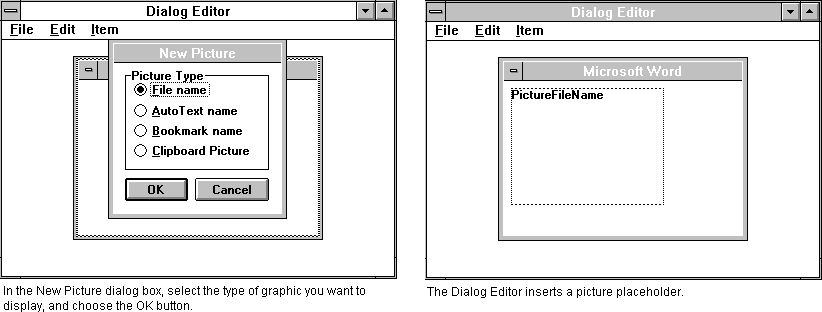 Dialog Editor
File Edit Item
New Picture
Picture Type
File name
AutoText name
Bookmark name
Clipboard Picture
OK Cancel
In the New Picture dialog box, select the type of graphic you want to
display, and choose the OK button.
Dialog Editor
File Edit Item
Microsoft Word
PictureFileName
The Dialog Editor inserts a picture placeholder.